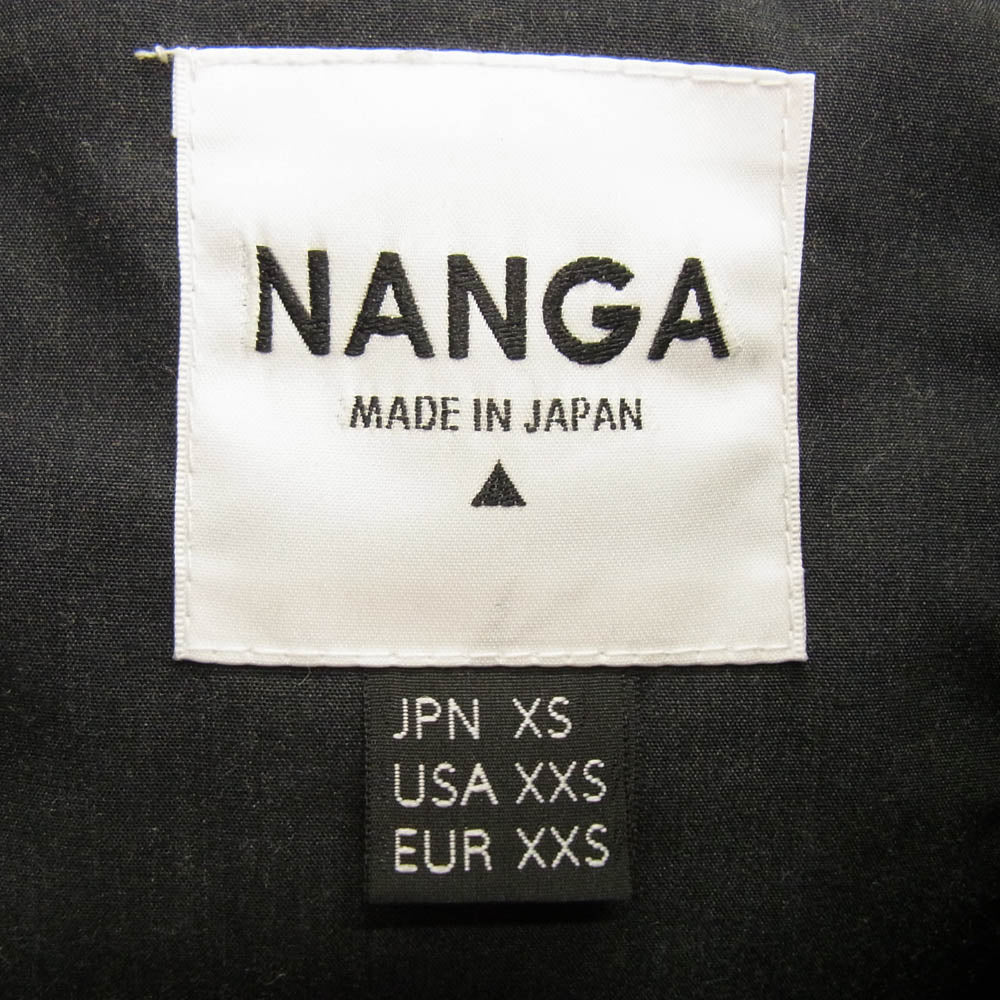 NANGA
MADE IN JAPAN
JPN XS
USA XXS
EUR XXS